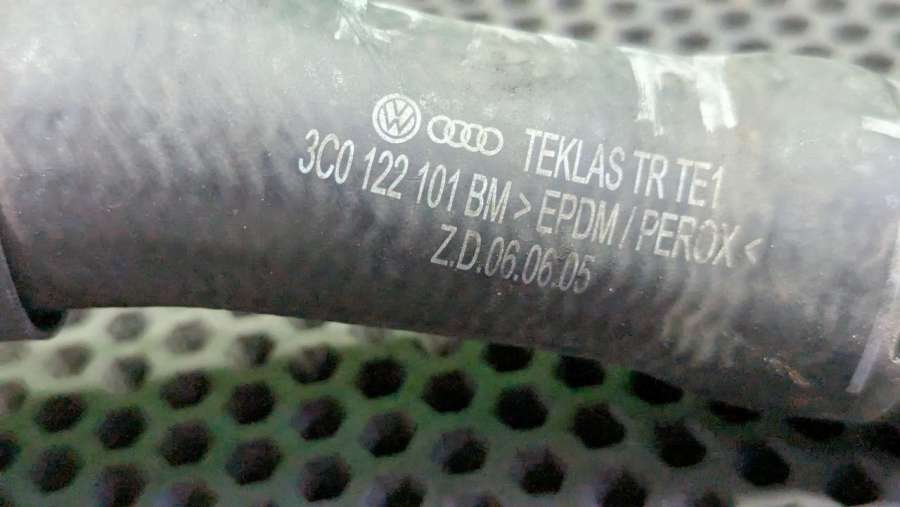 TEKLAS TR TE1
3C0 122 101 BM > EPDM / PEROX <
Z.D.06.06.05